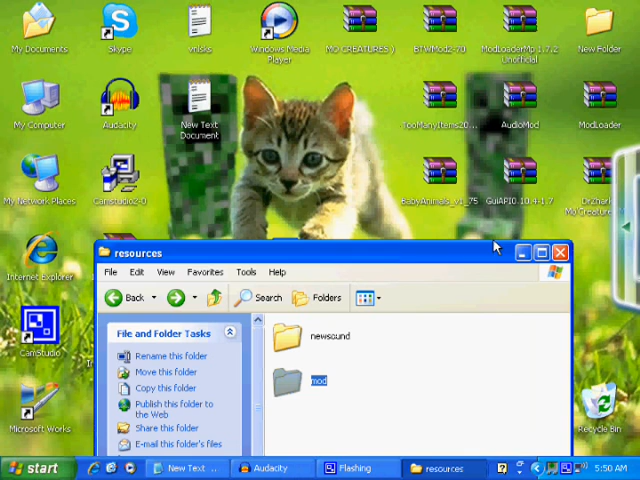 My Documents
Skype
vnlsks
Windows Media
Player
MO CREATURES )
BTWMod2-70
ModLoaderMp 1.7.2
Unofficial
New Folder
My Computer
Audacity
New Text
Document
TooManyItems20...
AudioMod
ModLoader
My Network Places
Camstudio2-0
BabyAnimals_v1_75
GuiAPI0.10.4-1.7
DrZhark
Mo Creature
Internet Explorer
resources
File Edit View Favorites Tools Help
Back
Search
Folders
CamStudio
File and Folder Tasks
newsound
Rename this folder
Move this folder
mod
Copy this folder
Publish this folder to
the Web
Share this folder
E-mail this folder's files
Microsoft Works
Recycle Bin
start
New Text ...
Audacity
Flashing
resources
5:50 AM